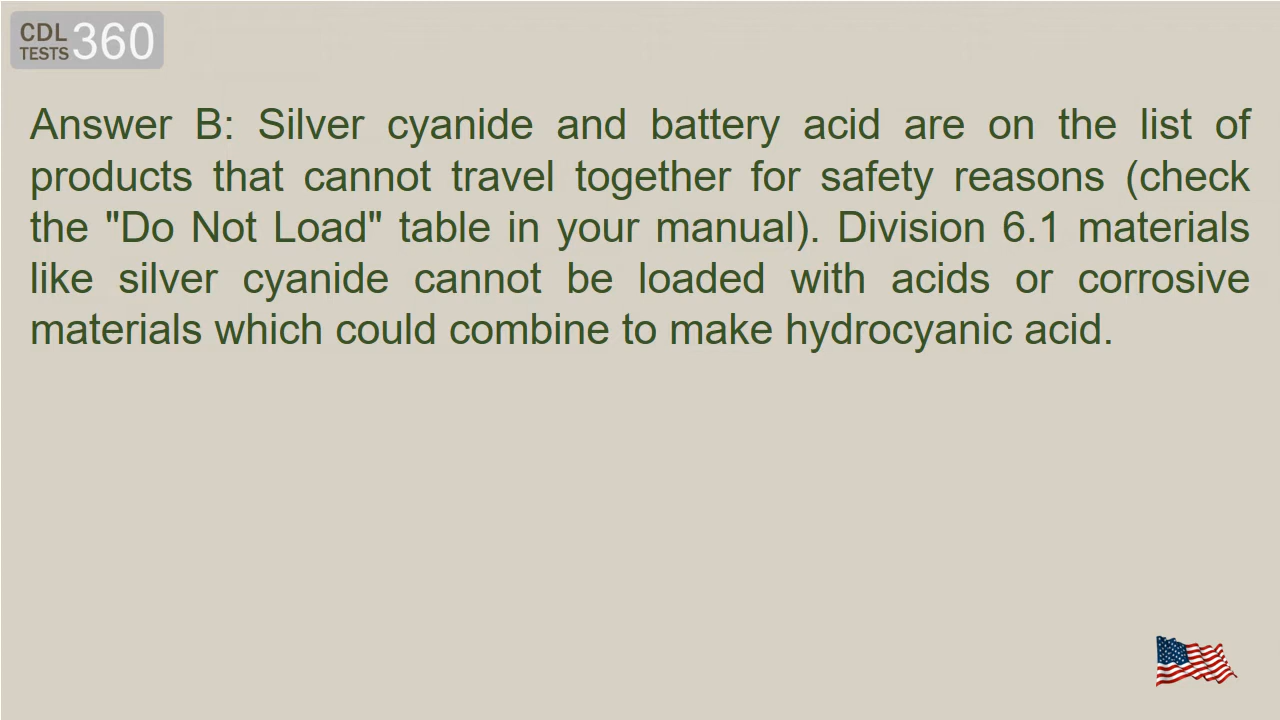 CDL
TESTS 360
Answer B: Silver cyanide and battery acid are on the list of
products that cannot travel together for safety reasons (check
the "Do Not Load" table in your manual). Division 6.1 materials
like silver cyanide cannot be loaded with acids or corrosive
materials which could combine to make hydrocyanic acid.